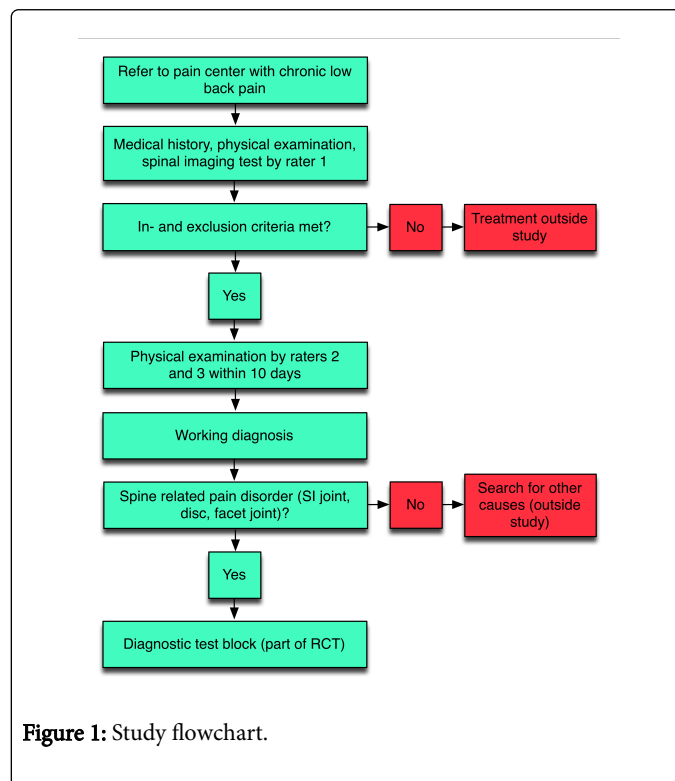 Refer to pain center with chronic low
back pain
Medical history, physical examination,
spinal imaging test by rater 1
In- and exclusion criteria met?
No
Treatment outside
study
Yes
Physical examination by raters 2
and 3 within 10 days
Working diagnosis
Spine related pain disorder (SI joint,
disc, facet joint)?
No
Search for other
causes (outside
study)
Yes
Diagnostic test block (part of RCT)
Figure 1: Study flowchart.